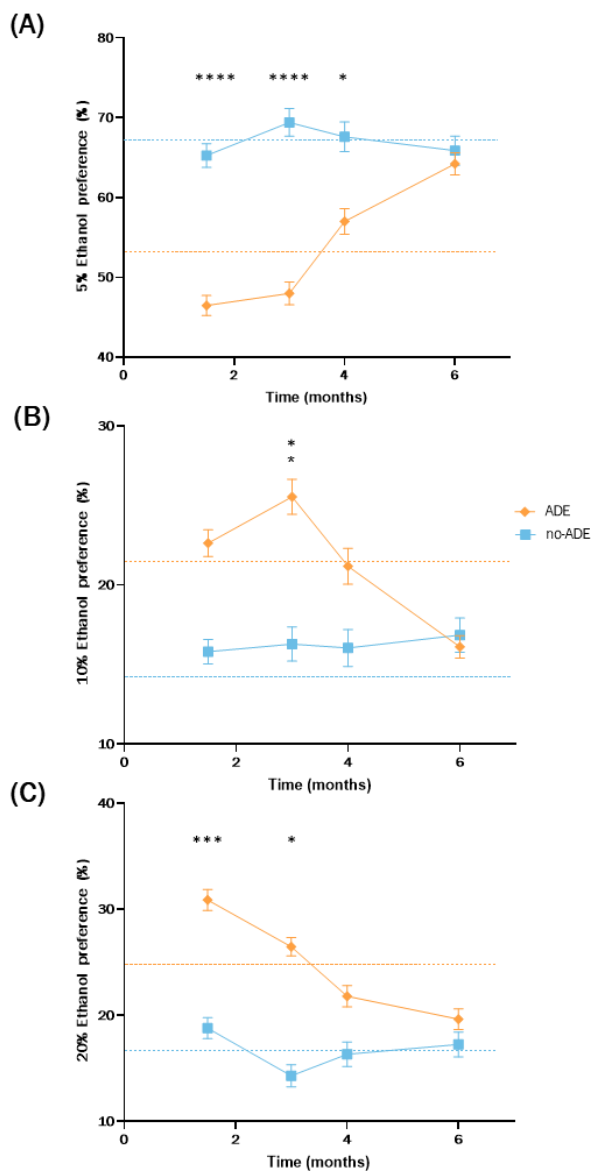 (A)
80
**** **** *
70
5% Ethanol preference (%)
60
50
40
0 2 4 6
Time (months)
(B)
30
*
*
10% Ethanol preference (%)
ADE
no-ADE
20
10
0 2 4 6
Time (months)
(C)
40
*** *
20% Ethanol preference (%)
30
20
10
0 2 4 6
Time (months)